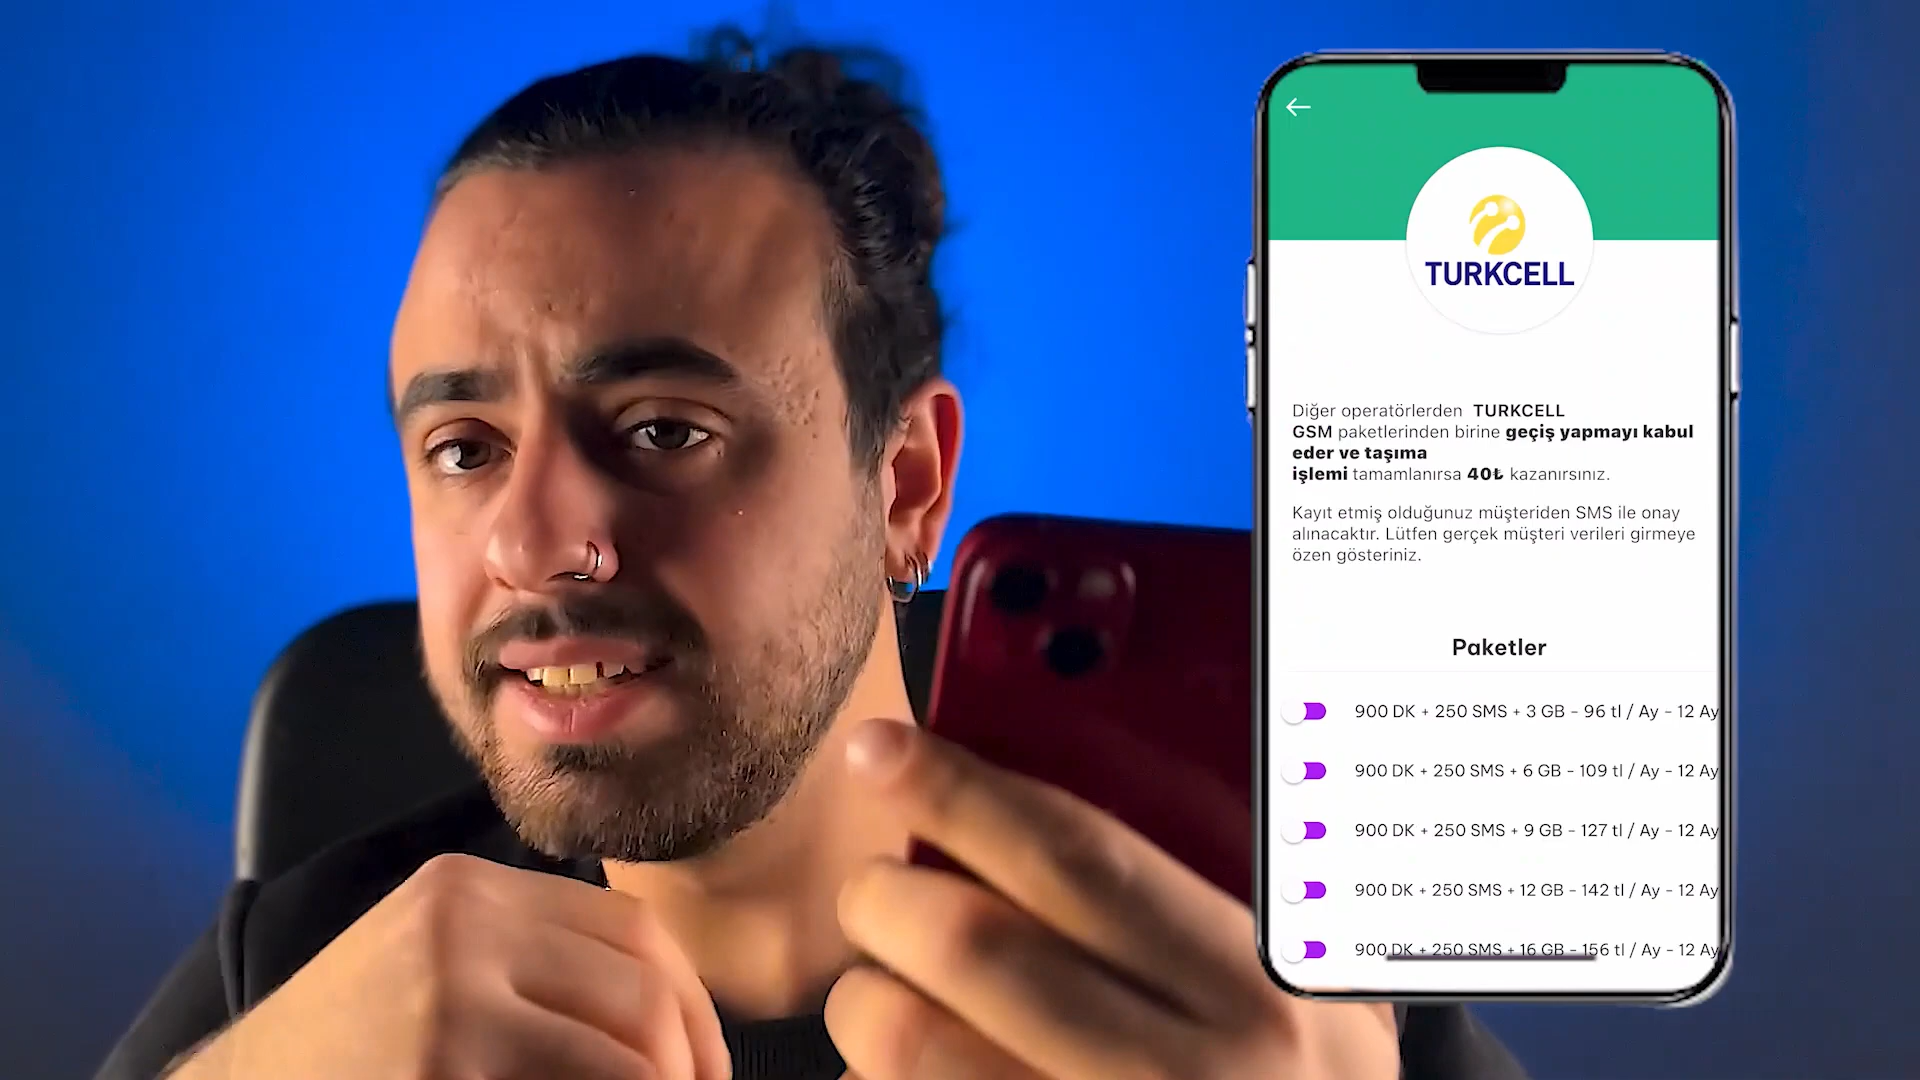 TURKCELL
Diğer operatörlerden TURKCELL
GSM paketlerinden birine geçiş yapmayı kabul
eder ve taşıma
işlemi tamamlanırsa 40₺ kazanırsınız.
Kayıt etmiş olduğunuz müşteriden SMS ile onay
alınacaktır. Lütfen gerçek müşteri verileri girmeye
özen gösteriniz.
Paketler
900 DK + 250 SMS + 3 GB - 96 tl / Ay - 12 Ay
900 DK + 250 SMS + 6 GB - 109 tl / Ay - 12 Ay
900 DK + 250 SMS + 9 GB - 127 tl / Ay - 12 Ay
900 DK + 250 SMS + 12 GB - 142 tl / Ay - 12 Ay
900 DK + 250 SMS + 16 GB - 156 tl / Ay - 12 Ay